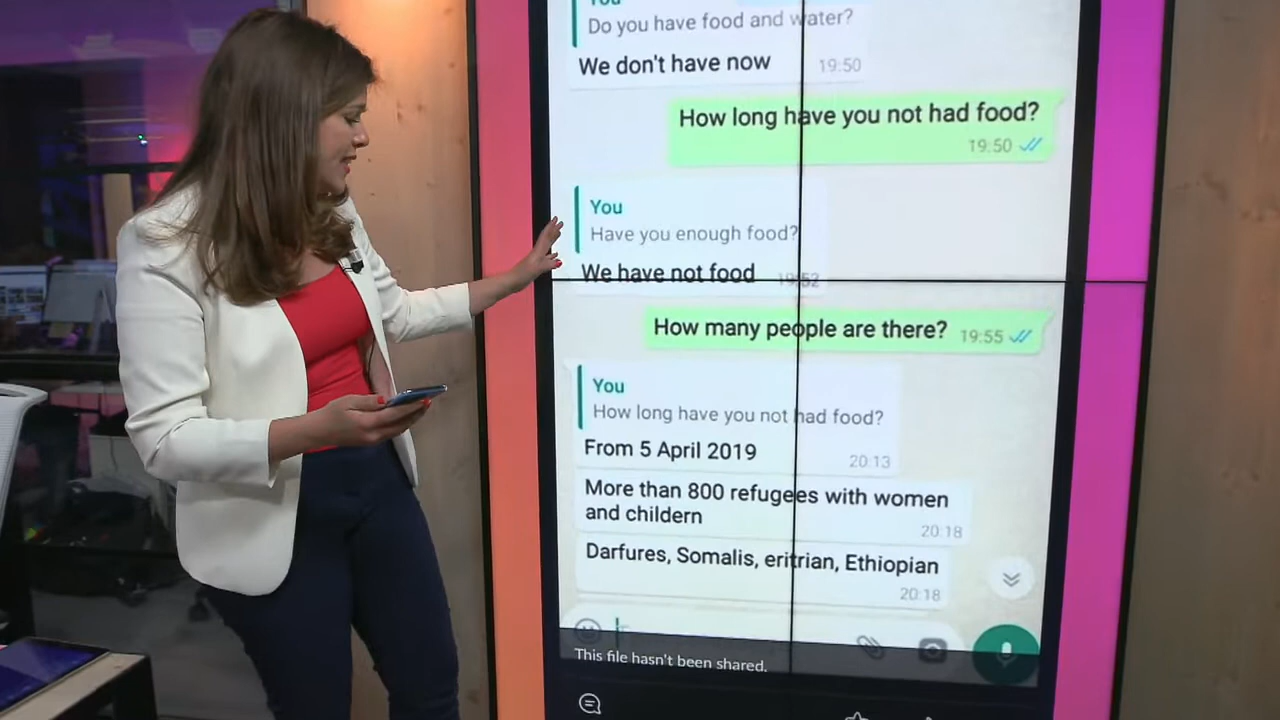 You
Do you have food and water?
We don't have now
19:50
How long have you not had food?
19:50
You
Have you enough food?
We have not food
19:52
How many people are there?
19:55
You
How long have you not had food?
From 5 April 2019
20:13
More than 800 refugees with women
and childern
20:18
Darfures, Somalis, eritrian, Ethiopian
20:18
This file hasn't been shared.